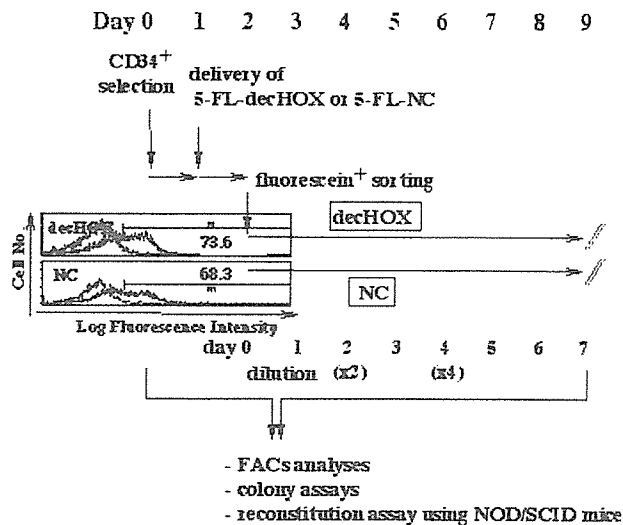 Day 0 1 2 3 4 5 6 7 8 9
CD34+
selection
delivery of
5-FL-decHOX or 5-FL-NC
fluorescein+ sorting
decHOX
decHOX
73.6
NC
68.3
NC
Cell No.
Log Fluorescence Intensity
day 0 1 2 3 4 5 6 7
dilution (x2) (x4)
- FACs analyses
- colony assays
- reconstitution assay using NOD/SCID mice